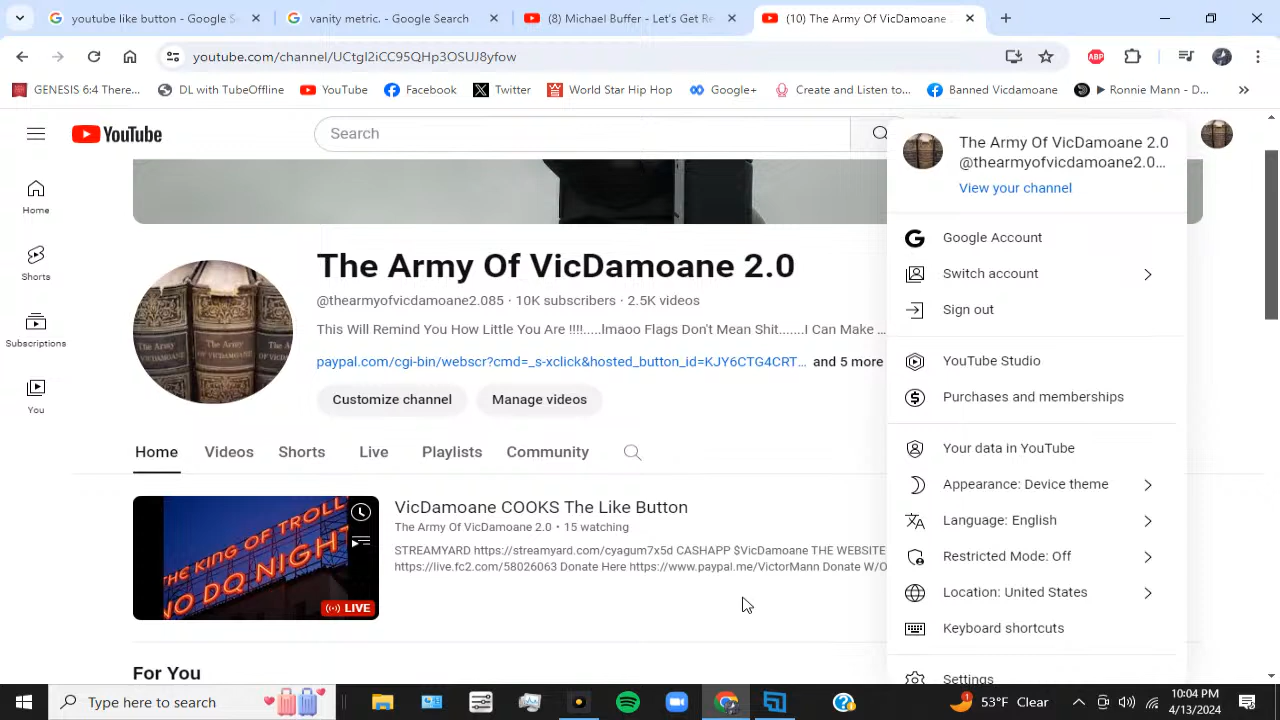 yt like button - Google S
vanity metric. - Google Search
(8) Michael Buffer - Let's Get Re
(10) The Army Of VicDamoane
youtube.com/channel/UCtgI2iCC95QHp3OSUJ8yfow
ABP
GENESIS 6:4 There...
DL with TubeOffline
YouTube
Facebook
Twitter
World Star Hip Hop
Google+
Create and Listen to...
Banned Vicdamoane
▶ Ronnie Mann - D...
YouTube
Search
The Army Of VicDamoane 2.0
@thearmyofvicdamoane2.0...
View your channel
Home
Shorts
Subscriptions
You
The Army Of VicDamoane 2.0
@thearmyofvicdamoane2.085 · 10K subscribers · 2.5K videos
This Will Remind You How Little You Are !!!!.....lmaoo Flags Don't Mean Shit.......I Can Make ...
paypal.com/cgi-bin/webscr?cmd=_s-xclick&hosted_button_id=KJY6CTG4CRT... and 5 more
Customize channel
Manage videos
Home
Videos
Shorts
Live
Playlists
Community
THE KING OF TROLL
NO DQ NIGHT
LIVE
VicDamoane COOKS The Like Button
The Army Of VicDamoane 2.0 • 15 watching
STREAMYARD https://streamyard.com/cyagum7x5d CASHAPP $VicDamoane THE WEBSITE
https://live.fc2.com/58026063 Donate Here https://www.paypal.me/VictorMann Donate W/O
For You
Google Account
Switch account
Sign out
YouTube Studio
Purchases and memberships
Your data in YouTube
Appearance: Device theme
Language: English
Restricted Mode: Off
Location: United States
Keyboard shortcuts
Settings
Type here to search
53°F Clear
10:04 PM
4/13/2024